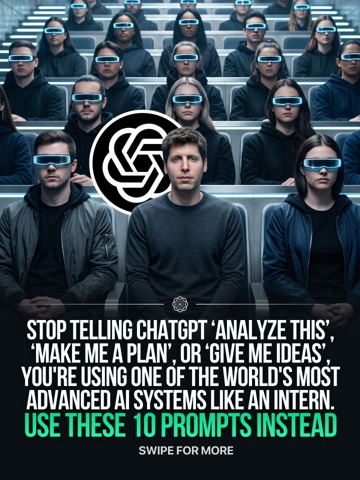 STOP TELLING CHATGPT ‘ANALYZE THIS’,
‘MAKE ME A PLAN’, OR ‘GIVE ME IDEAS’,
YOU'RE USING ONE OF THE WORLD'S MOST
ADVANCED AI SYSTEMS LIKE AN INTERN.
USE THESE 10 PROMPTS INSTEAD
SWIPE FOR MORE